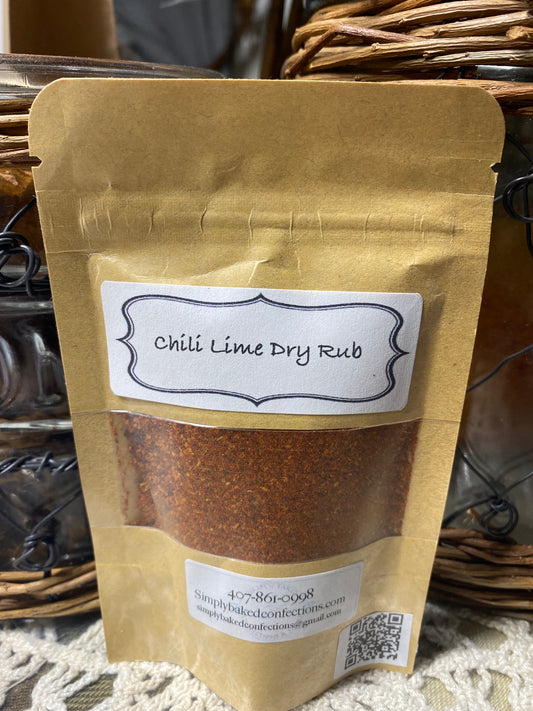 Chili Lime Dry Rub
407-861-0998
Simplybakedconfections.com
simplybakedconfections@gmail.com